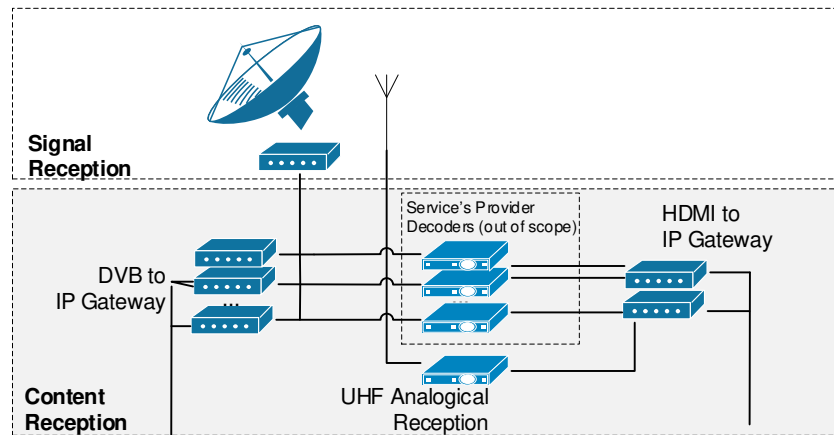 Signal
Reception
Service's Provider
Decoders (out of scope)
HDMI to
IP Gateway
DVB to
IP Gateway
...
...
UHF Analogical
Reception
Content
Reception